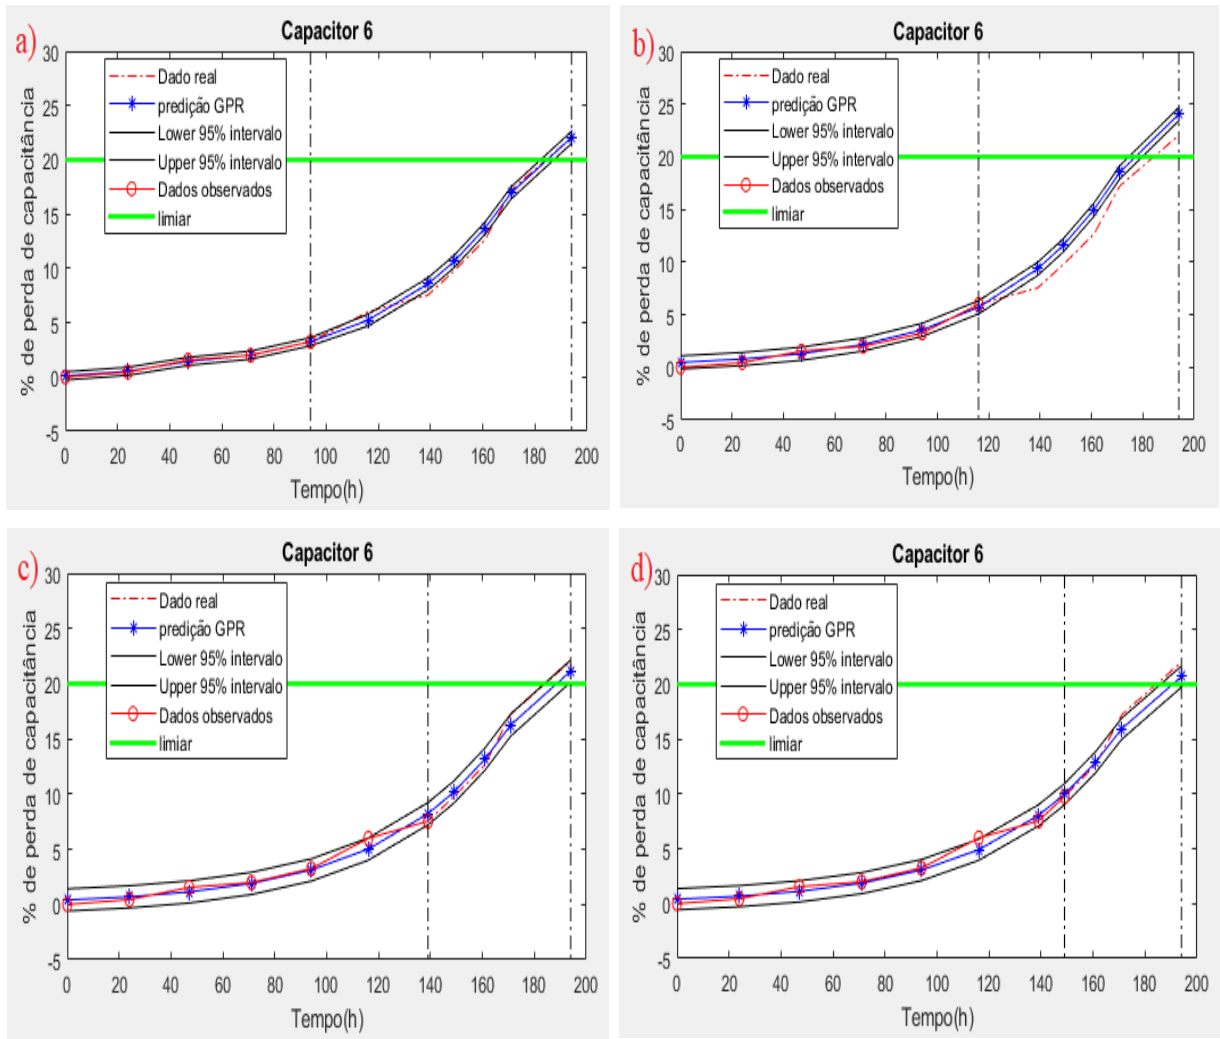 a)
Capacitor 6
% de perda de capacitância
30
25
20
15
10
5
0
-5
Dado real
predição GPR
Lower 95% intervalo
Upper 95% intervalo
Dados observados
limiar
0 20 40 60 80 100 120 140 160 180 200
Tempo(h)
b)
Capacitor 6
% de perda de capacitância
30
25
20
15
10
5
0
-5
Dado real
predição GPR
Lower 95% intervalo
Upper 95% intervalo
Dados observados
limiar
0 20 40 60 80 100 120 140 160 180 200
Tempo(h)
c)
Capacitor 6
% de perda de capacitância
30
25
20
15
10
5
0
-5
Dado real
predição GPR
Lower 95% intervalo
Upper 95% intervalo
Dados observados
limiar
0 20 40 60 80 100 120 140 160 180 200
Tempo(h)
d)
Capacitor 6
% de perda de capacitância
30
25
20
15
10
5
0
-5
Dado real
predição GPR
Lower 95% intervalo
Upper 95% intervalo
Dados observados
limiar
0 20 40 60 80 100 120 140 160 180 200
Tempo(h)